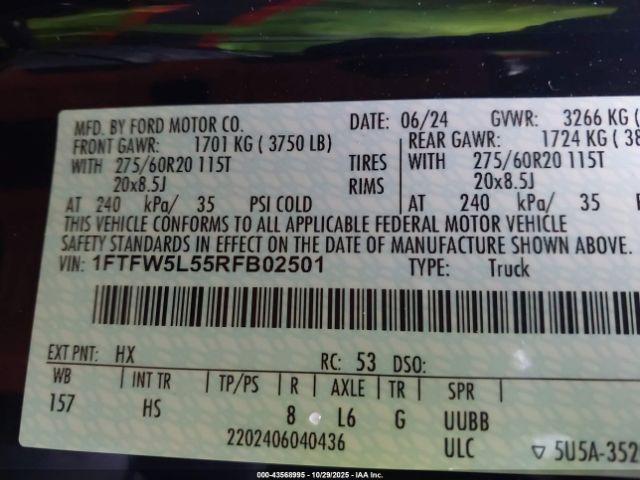 MFD. BY FORD MOTOR CO. DATE: 06/24 GVWR: 3266 KG (
FRONT GAWR: 1701 KG ( 3750 LB) REAR GAWR: 1724 KG ( 38
WITH 275/60R20 115T TIRES WITH 275/60R20 115T
20x8.5J RIMS 20x8.5J
AT 240 kPa/ 35 PSI COLD AT 240 kPa/ 35
THIS VEHICLE CONFORMS TO ALL APPLICABLE FEDERAL MOTOR VEHICLE
SAFETY STANDARDS IN EFFECT ON THE DATE OF MANUFACTURE SHOWN ABOVE.
VIN: 1FTFW5L55RFB02501 TYPE: Truck
EXT PNT: HX RC: 53 DSO:
WB INT TR TP/PS R AXLE TR SPR
157 HS 8 L6 G UUBB
2202406040436 ULC ▽ 5U5A-352
000-43568995 - 10/29/2025 - IAA Inc.